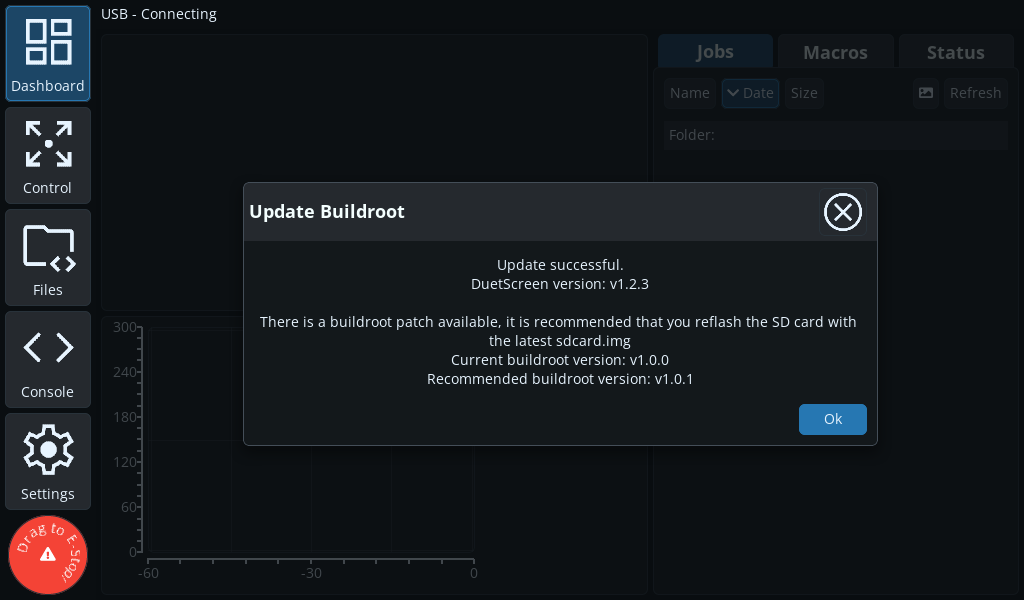 USB - Connecting
Dashboard
Control
Files
Console
Settings
Drag to E-Stop!
Jobs
Macros
Status
Name
Date
Size
Refresh
Folder:
Update Buildroot
Update successful.
DuetScreen version: v1.2.3
There is a buildroot patch available, it is recommended that you reflash the SD card with
the latest sdcard.img
Current buildroot version: v1.0.0
Recommended buildroot version: v1.0.1
Ok
300
240
180
120
60
0
-60
-30
0